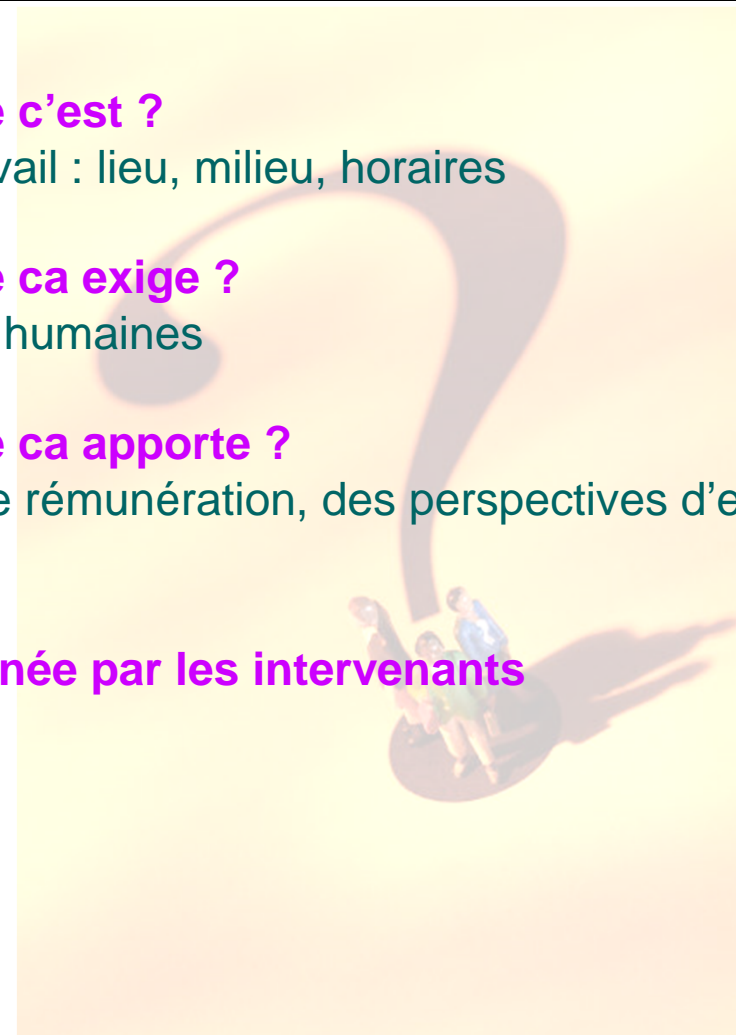 e c’est ?
vail : lieu, milieu, horaires
e ca exige ?
humaines
e ca apporte ?
e rémunération, des perspectives d’e
née par les intervenants